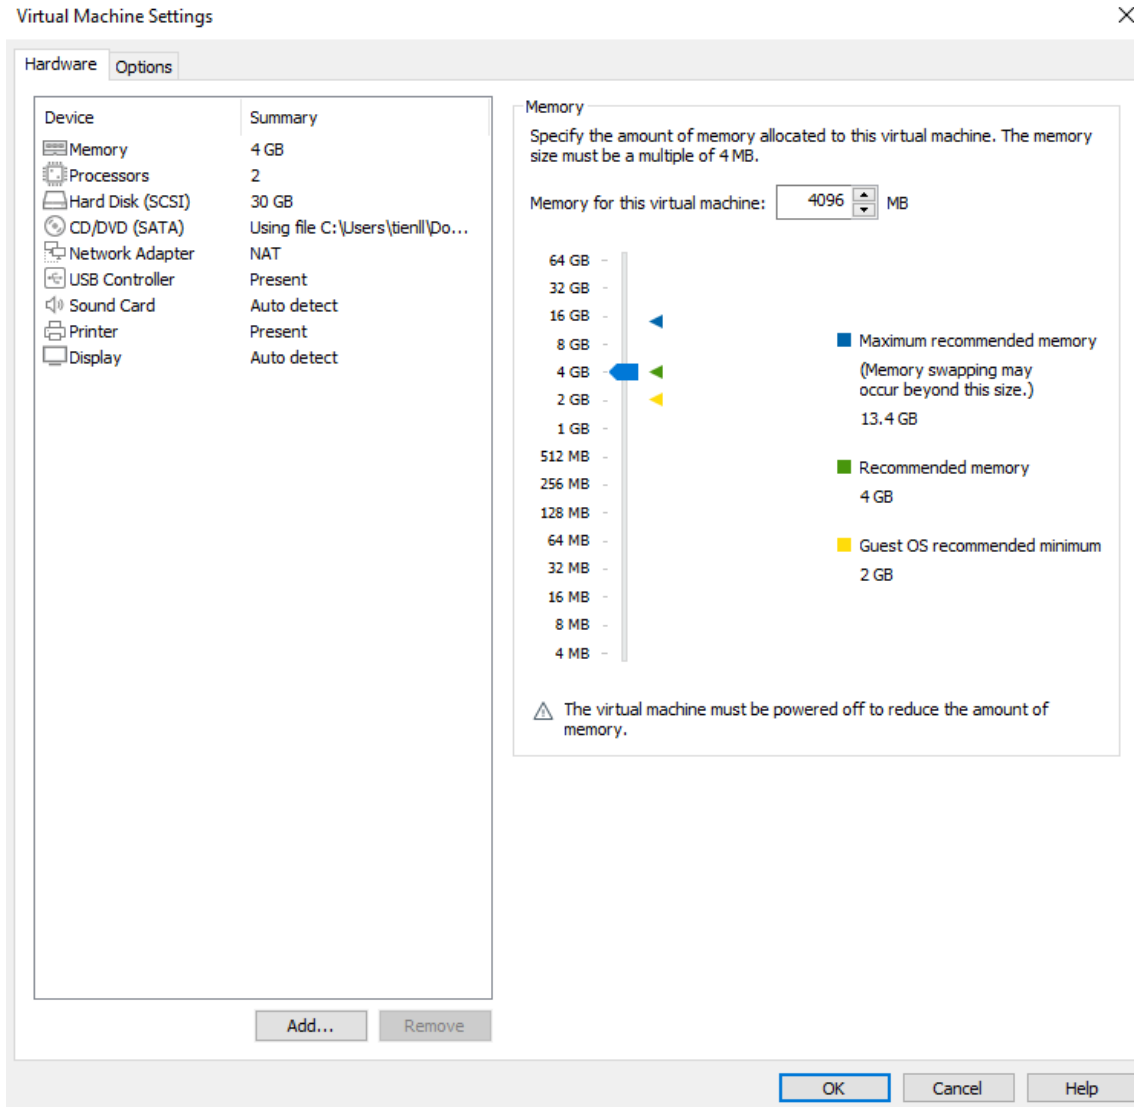 Virtual Machine Settings
Hardware
Options
Device Summary
Memory 4 GB
Processors 2
Hard Disk (SCSI) 30 GB
CD/DVD (SATA) Using file C:\Users\tienll\Do...
Network Adapter NAT
USB Controller Present
Sound Card Auto detect
Printer Present
Display Auto detect
Add...
Remove
Memory
Specify the amount of memory allocated to this virtual machine. The memory
size must be a multiple of 4 MB.
Memory for this virtual machine: 4096 MB
64 GB
32 GB
16 GB
8 GB
4 GB
2 GB
1 GB
512 MB
256 MB
128 MB
64 MB
32 MB
16 MB
8 MB
4 MB
Maximum recommended memory
(Memory swapping may
occur beyond this size.)
13.4 GB
Recommended memory
4 GB
Guest OS recommended minimum
2 GB
The virtual machine must be powered off to reduce the amount of
memory.
OK
Cancel
Help